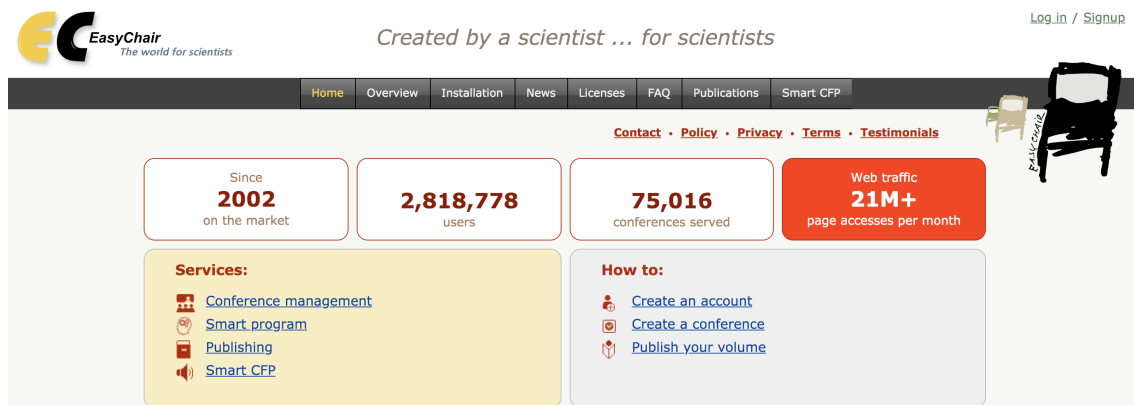 EC EasyChair
The world for scientists
Created by a scientist ... for scientists
Log in / Signup
Home Overview Installation News Licenses FAQ Publications Smart CFP
EASY CHAIR
Contact • Policy • Privacy • Terms • Testimonials
Since
2002
on the market
2,818,778
users
75,016
conferences served
Web traffic
21M+
page accesses per month
Services:
Conference management
Smart program
Publishing
Smart CFP
How to:
Create an account
Create a conference
Publish your volume